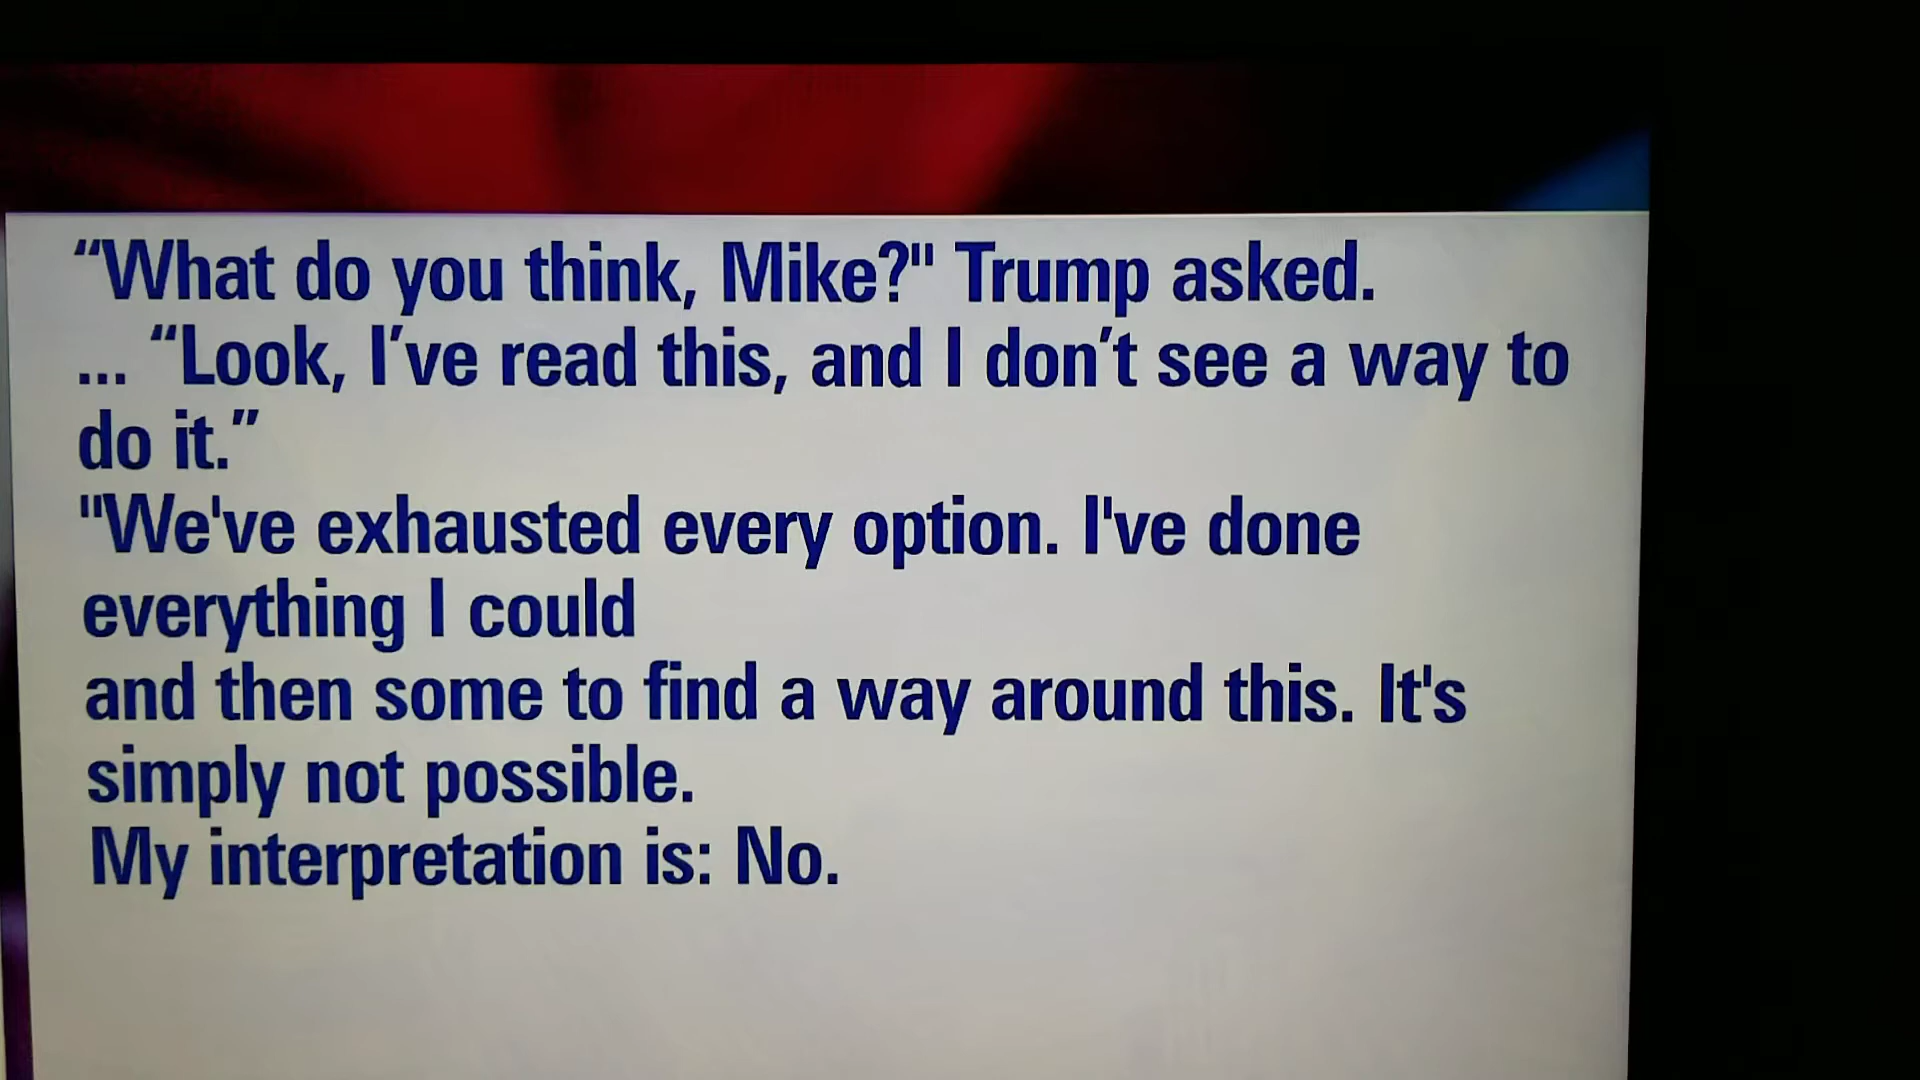 “What do you think, Mike?" Trump asked.
... “Look, I’ve read this, and I don’t see a way to
do it.”
"We've exhausted every option. I've done
everything I could
and then some to find a way around this. It's
simply not possible.
My interpretation is: No.